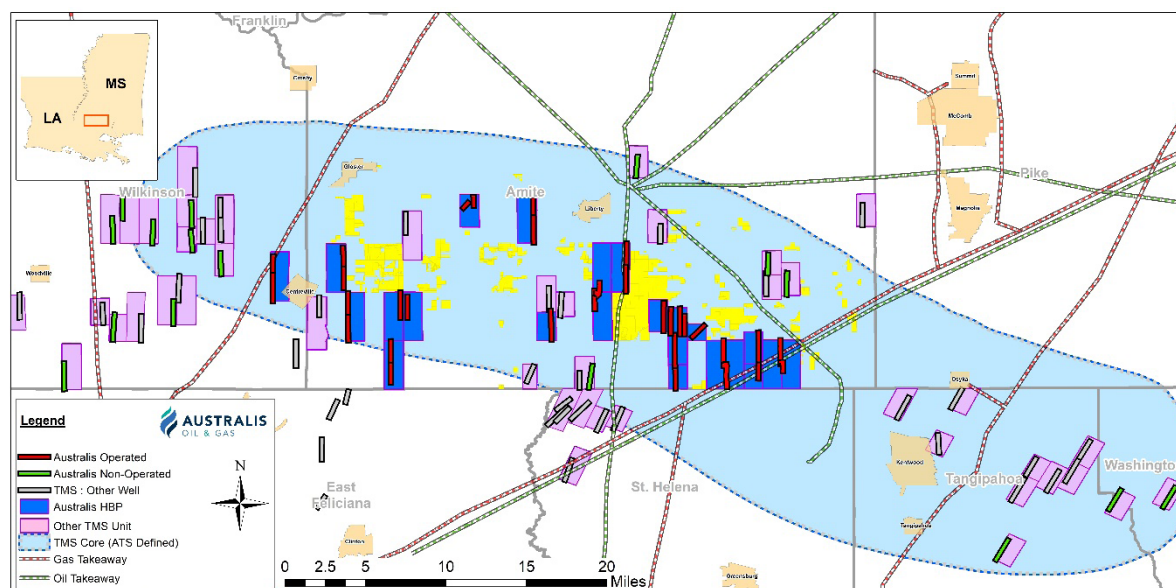 Franklin
MS
LA
Crosby
Summit
McComb
Gloster
Wilkinson
Amite
Pike
Liberty
Magnolia
Woodville
Centreville
Osyka
Legend
AUSTRALIS
OIL & GAS
Australis Operated
Australis Non-Operated
TMS : Other Well
Australis HBP
Other TMS Unit
TMS Core (ATS Defined)
Gas Takeaway
Oil Takeaway
N
Kentwood
Tangipahoa
Washington
East
Feliciana
St. Helena
Clinton
Tangipahoa
Greensburg
0 2.5 5 10 15 20
Miles